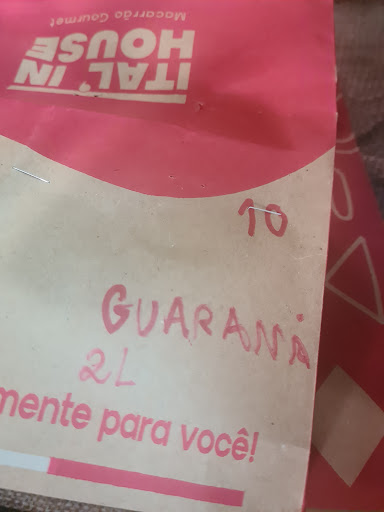 ITAL' IN
HOUSE
Macarrão Gourmet
10
GUARANÁ
2L
mente para você!